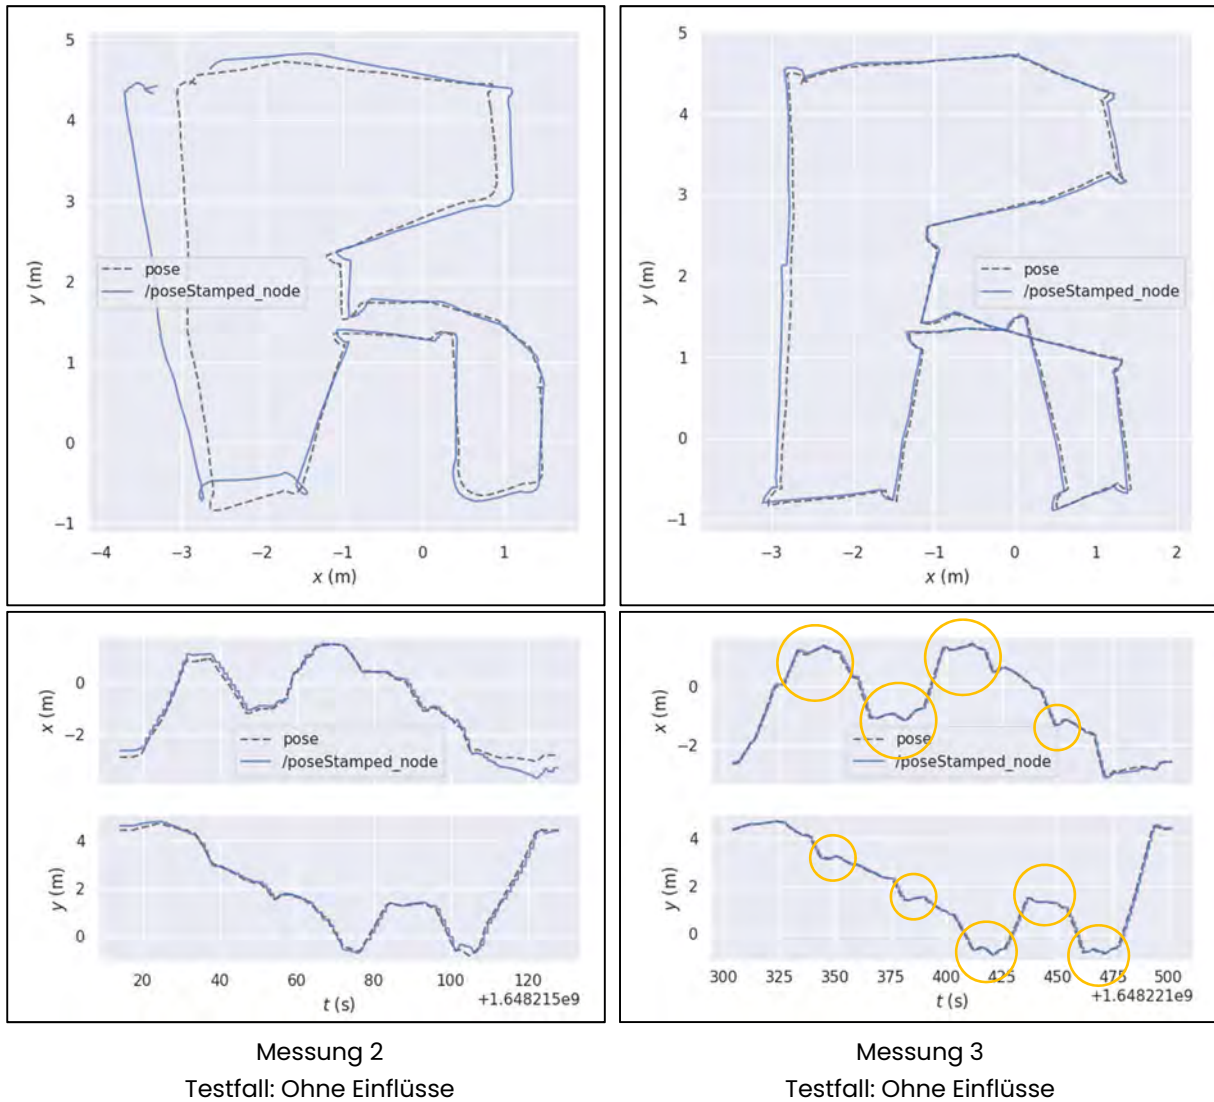 5
4
3
2
1
0
−1
y (m)
pose
/poseStamped_node
−4 −3 −2 −1 0 1
x (m)
5
4
3
2
1
0
−1
y (m)
pose
/poseStamped_node
−3 −2 −1 0 1 2
x (m)
0
−2
x (m)
pose
/poseStamped_node
4
2
0
y (m)
20 40 60 80 100 120
t (s)
+1.648215e9
0
−2
x (m)
pose
/poseStamped_node
4
2
0
y (m)
300 325 350 375 400 425 450 475 500
t (s)
+1.648221e9
Messung 2
Testfall: Ohne Einflüsse
Messung 3
Testfall: Ohne Einflüsse